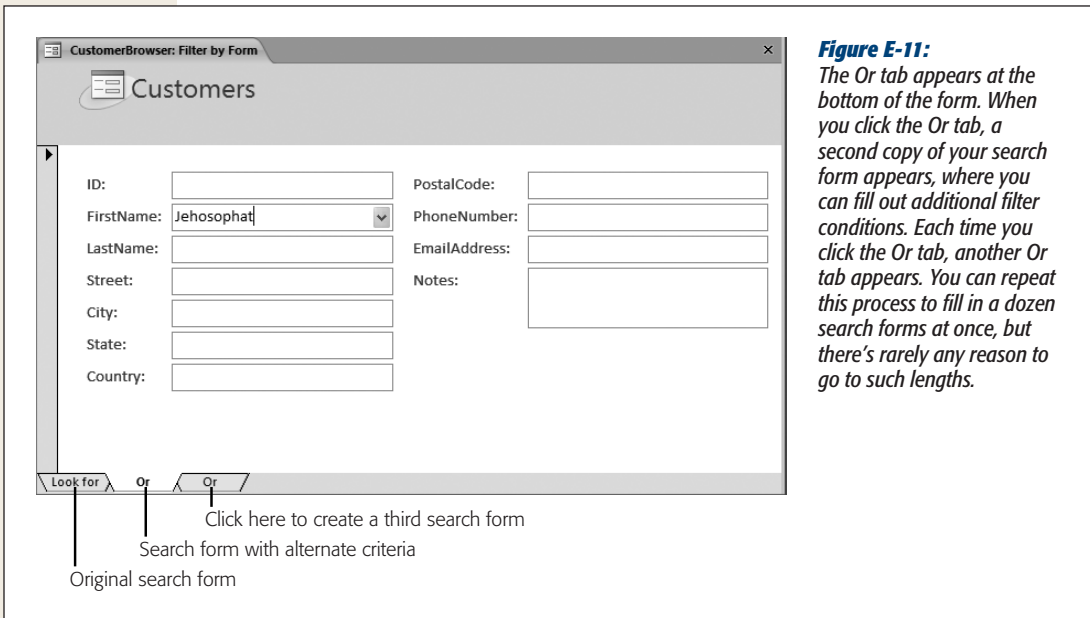 CustomerBrowser: Filter by Form
Customers
ID:
FirstName: Jehosophat
LastName:
Street:
City:
State:
Country:
PostalCode:
PhoneNumber:
EmailAddress:
Notes:
Look for Or Or
Click here to create a third search form
Search form with alternate criteria
Original search form
Figure E-11:
The Or tab appears at the
bottom of the form. When
you click the Or tab, a
second copy of your search
form appears, where you
can fill out additional filter
conditions. Each time you
click the Or tab, another Or
tab appears. You can repeat
this process to fill in a dozen
search forms at once, but
there's rarely any reason to
go to such lengths.